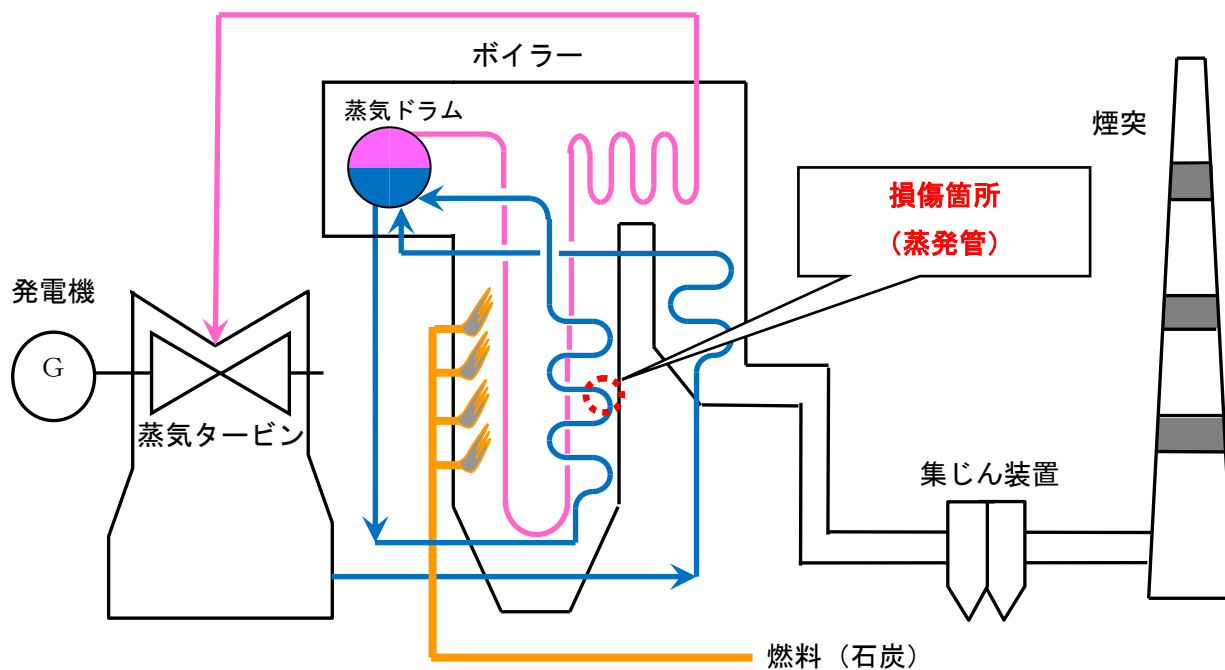 ボイラー
蒸気ドラム
煙突
損傷箇所
（蒸発管）
発電機
G
蒸気タービン
集じん装置
燃料（石炭）